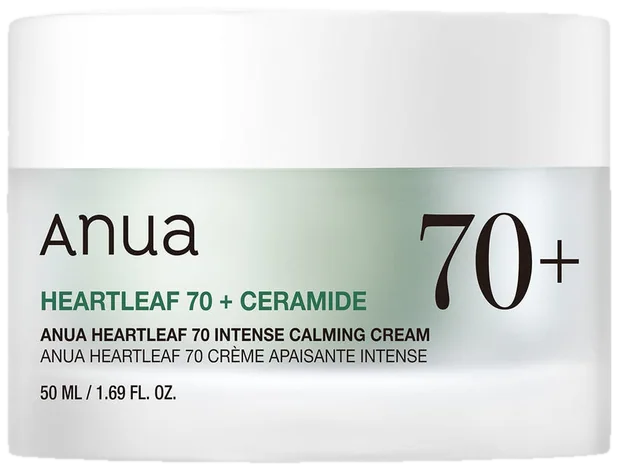 Anua
70+
HEARTLEAF 70 + CERAMIDE
ANUA HEARTLEAF 70 INTENSE CALMING CREAM
ANUA HEARTLEAF 70 CRÈME APAISANTE INTENSE
50 ML / 1.69 FL. OZ.